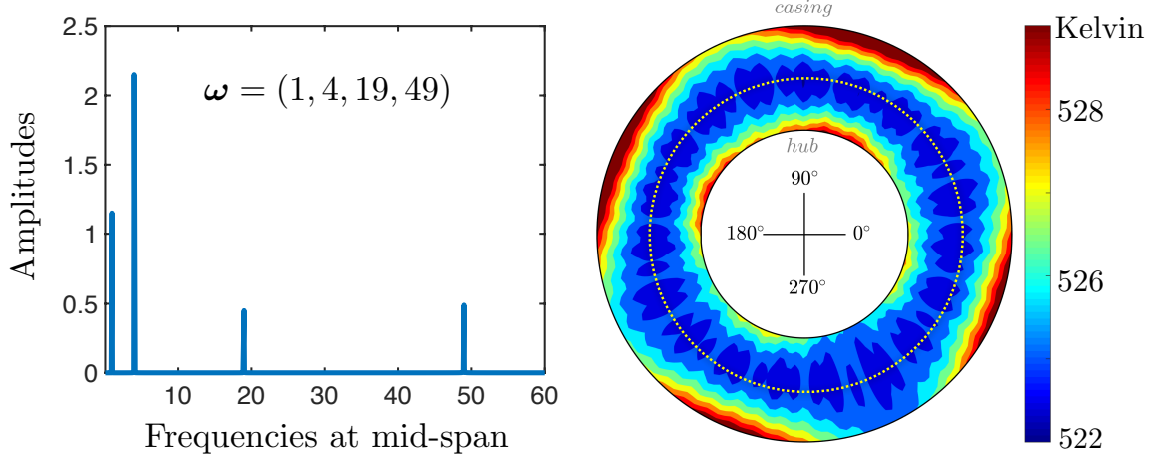 2.5
2
1.5
1
0.5
0
Amplitudes
ω = (1, 4, 19, 49)
10 20 30 40 50 60
Frequencies at mid-span
casing
hub
90°
180° 0°
270°
Kelvin
528
526
522